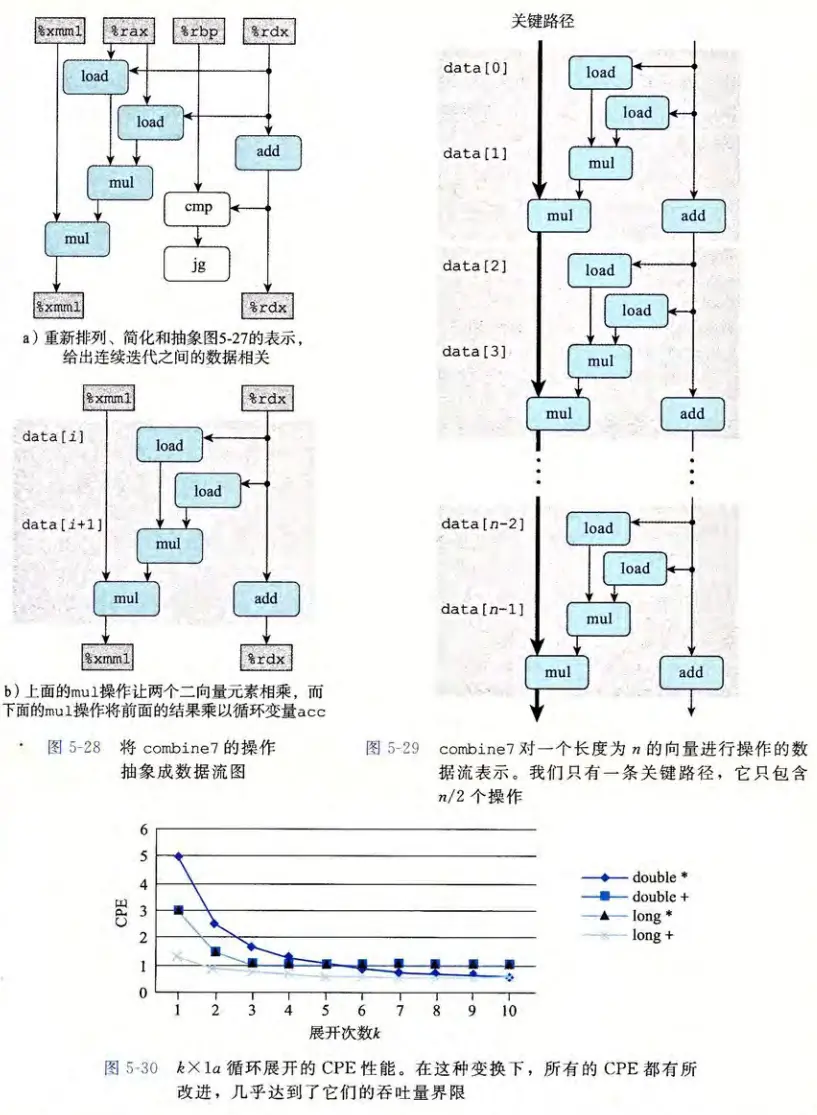 %xmm1 %rax %rbp %rdx
load
load
add
mul
cmp
mul
jg
%xmm1 %rdx
a）重新排列、简化和抽象图5-27的表示，
给出连续迭代之间的数据相关
%xmm1 %rdx
data[i]
load
load
data[i+1]
mul
mul add
%xmm1 %rdx
b）上面的mul操作让两个二向量元素相乘，而
下面的mul操作将前面的结果乘以循环变量acc
图 5-28 将 combine7 的操作
抽象成数据流图
关键路径
data[0]
load
load
data[1]
mul
mul add
data[2]
load
load
data[3]
mul
mul add
data[n-2]
load
load
data[n-1]
mul
mul add
图 5-29 combine7 对一个长度为 n 的向量进行操作的数
据流表示。我们只有一条关键路径，它只包含
n/2 个操作
6
5
4
3
2
1
0
CPE
1 2 3 4 5 6 7 8 9 10
展开次数k
double *
double +
long *
long +
图 5-30 k×1a 循环展开的 CPE 性能。在这种变换下，所有的 CPE 都有所
改进，几乎达到了它们的吞吐量界限